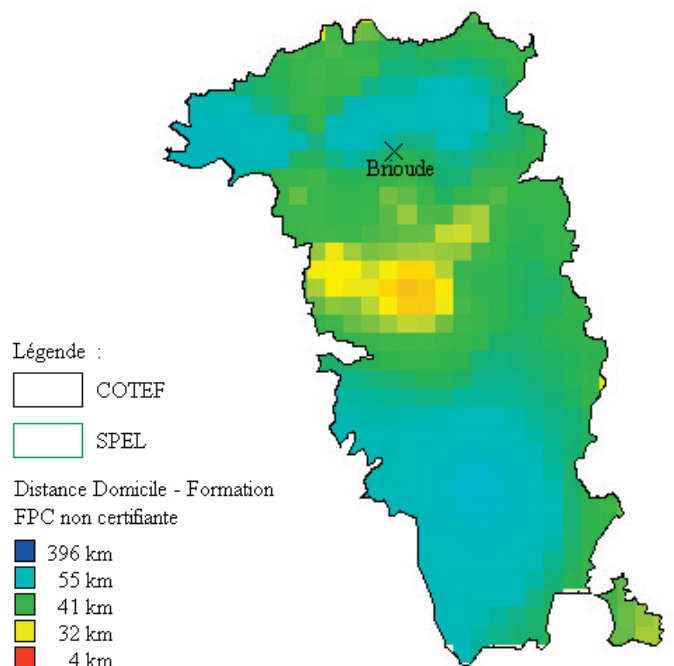 Brioude
Légende :
COTEF
SPEL
Distance Domicile - Formation
FPC non certifiante
396 km
55 km
41 km
32 km
4 km